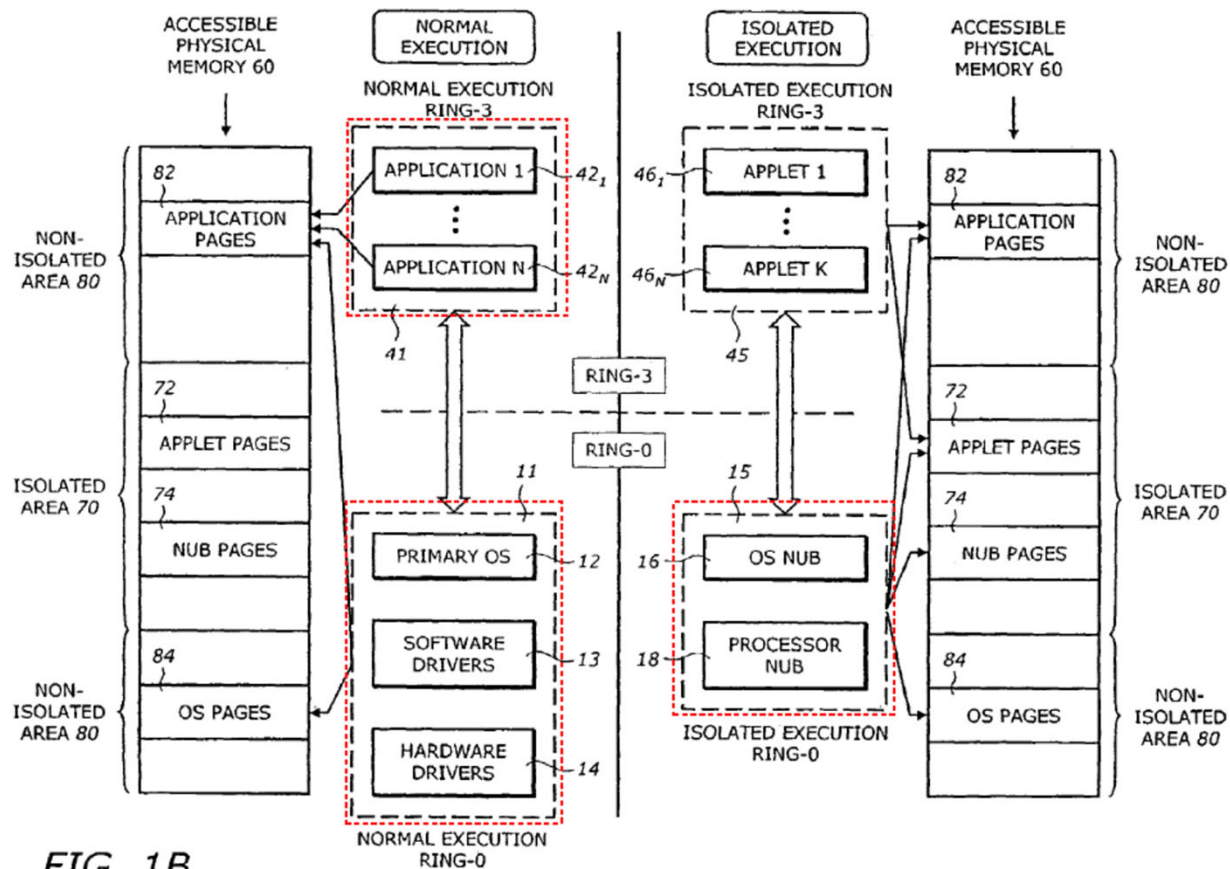 ACCESSIBLE
PHYSICAL
MEMORY 60
NORMAL
EXECUTION
ISOLATED
EXECUTION
ACCESSIBLE
PHYSICAL
MEMORY 60
NORMAL EXECUTION
RING-3
ISOLATED EXECUTION
RING-3
82
APPLICATION
PAGES
NON-
ISOLATED
AREA 80
APPLICATION 1
42₁
APPLICATION N
42N
41
46₁
APPLET 1
46N
APPLET K
45
82
APPLICATION
PAGES
NON-
ISOLATED
AREA 80
RING-3
RING-0
72
APPLET PAGES
74
NUB PAGES
ISOLATED
AREA 70
11
PRIMARY OS
12
SOFTWARE
DRIVERS
13
HARDWARE
DRIVERS
14
NORMAL EXECUTION
RING-0
15
16
OS NUB
18
PROCESSOR
NUB
ISOLATED EXECUTION
RING-0
72
APPLET PAGES
74
NUB PAGES
ISOLATED
AREA 70
84
OS PAGES
NON-
ISOLATED
AREA 80
84
OS PAGES
NON-
ISOLATED
AREA 80
FIG. 1B